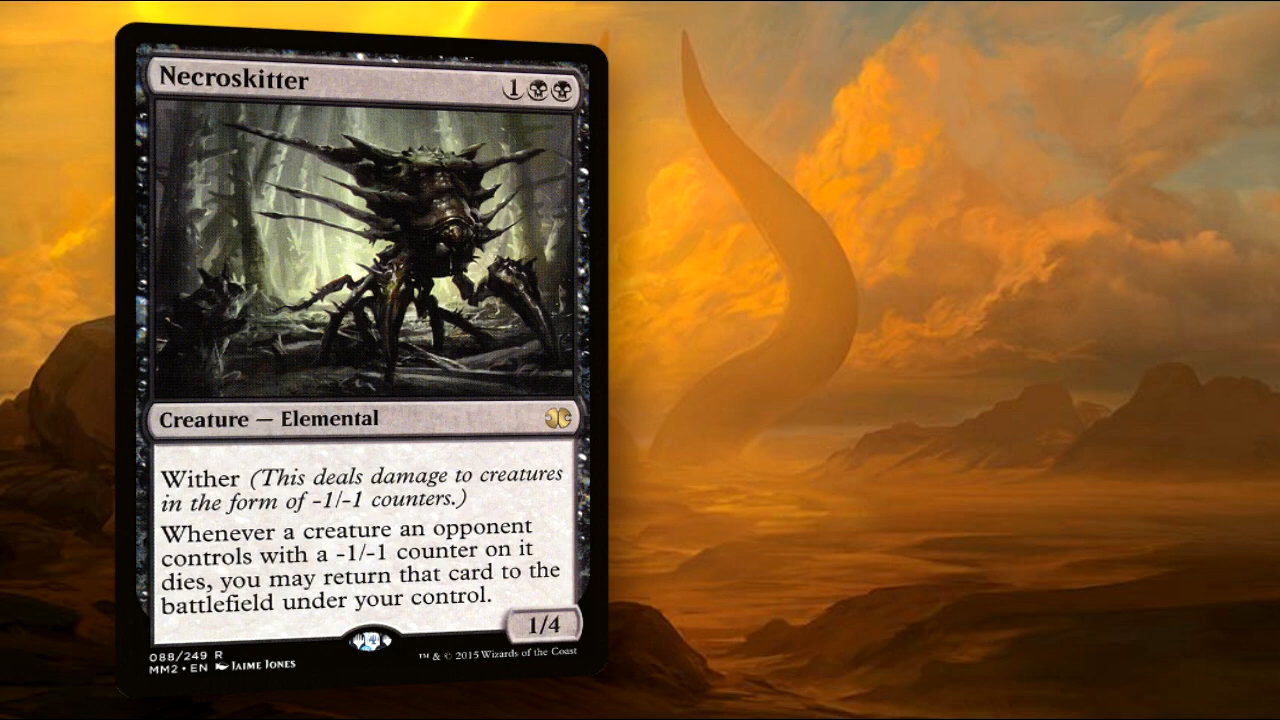 Necroskitter
1
Creature — Elemental
Wither (This deals damage to creatures
in the form of -1/-1 counters.)
Whenever a creature an opponent
controls with a -1/-1 counter on it
dies, you may return that card to the
battlefield under your control.
1/4
088/249 R
MM2 • EN JAIME JONES
™ & © 2015 Wizards of the Coast